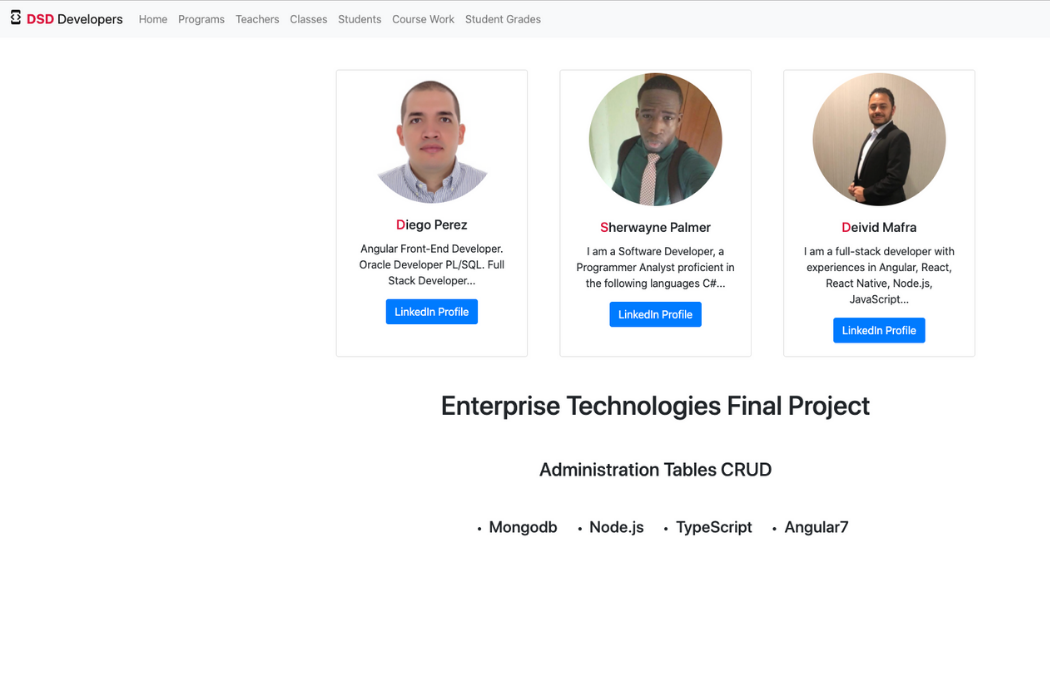 DSD Developers Home Programs Teachers Classes Students Course Work Student Grades
Diego Perez
Angular Front-End Developer.
Oracle Developer PL/SQL. Full
Stack Developer...
LinkedIn Profile
Sherwayne Palmer
I am a Software Developer, a
Programmer Analyst proficient in
the following languages C#...
LinkedIn Profile
Deivid Mafra
I am a full-stack developer with
experiences in Angular, React,
React Native, Node.js,
JavaScript...
LinkedIn Profile
Enterprise Technologies Final Project
Administration Tables CRUD
• Mongodb • Node.js • TypeScript • Angular7